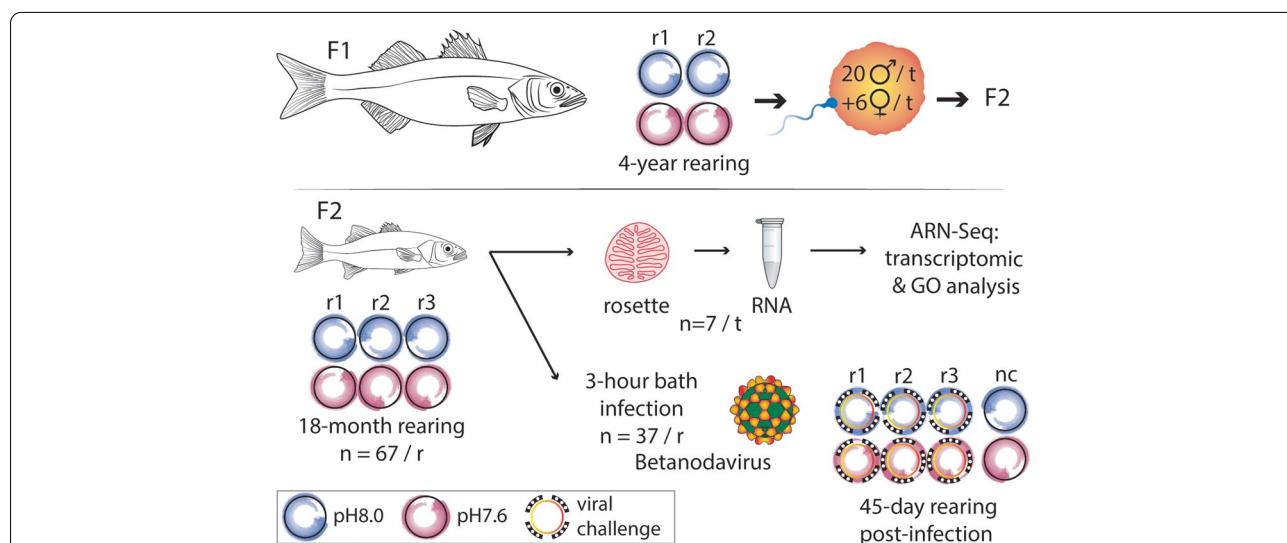 F1
r1 r2
4-year rearing
20♂/ t
+6♀/ t
F2
F2
r1 r2 r3
18-month rearing
n = 67 / r
rosette
RNA
n=7 / t
ARN-Seq:
transcriptomic
& GO analysis
3-hour bath
infection
n = 37 / r
Betanodavirus
r1 r2 r3 nc
45-day rearing
post-infection
pH8.0
pH7.6
viral
challenge